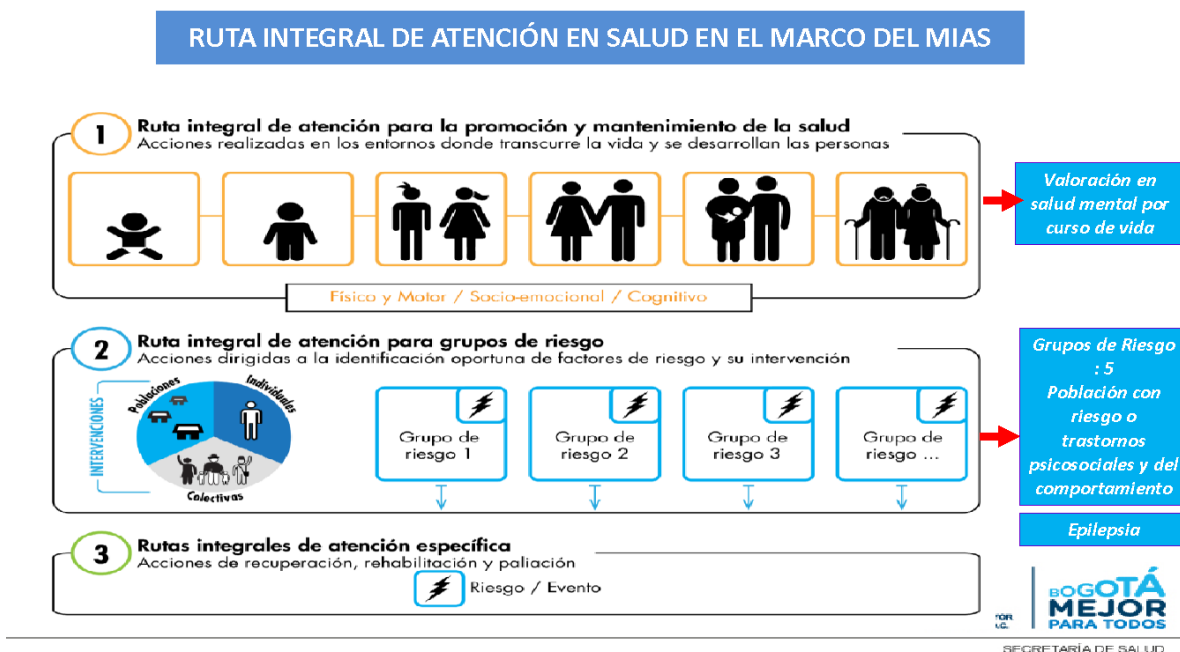 RUTA INTEGRAL DE ATENCIÓN EN SALUD EN EL MARCO DEL MIAS
1
Ruta integral de atención para la promoción y mantenimiento de la salud
Acciones realizadas en los entornos donde transcurre la vida y se desarrollan las personas
Valoración en
salud mental por
curso de vida
Físico y Motor / Socio-emocional / Cognitivo
2
Ruta integral de atención para grupos de riesgo
Acciones dirigidas a la identificación oportuna de factores de riesgo y su intervención
INTERVENCIONES
Poblaciones
Individuales
Colectivas
Grupo de
riesgo 1
Grupo de
riesgo 2
Grupo de
riesgo 3
Grupo de
riesgo ...
Grupos de Riesgo
: 5
Población con
riesgo o
trastornos
psicosociales y del
comportamiento
Epilepsia
3
Rutas integrales de atención específica
Acciones de recuperación, rehabilitación y paliación
Riesgo / Evento
BOGOTÁ
MEJOR
PARA TODOS
SECRETARÍA DE SALUD